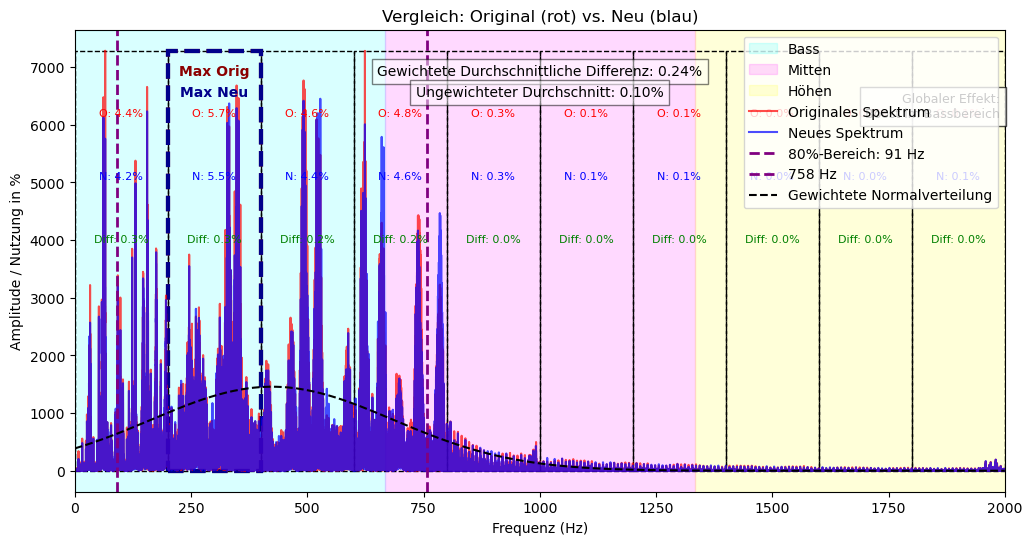 Vergleich: Original (rot) vs. Neu (blau)
Max Orig
Max Neu
Gewichtete Durchschnittliche Differenz: 0.24%
Ungewichteter Durchschnitt: 0.10%
Bass
Mitten
Höhen
Originales Spektrum
Neues Spektrum
80%-Bereich: 91 Hz
758 Hz
Gewichtete Normalverteilung
Globaler Effekt:
Bassbereich
O: 4.4% O: 5.7% O: 4.6% O: 4.8% O: 0.3% O: 0.1% O: 0.1% O: 0.0%
N: 4.2% N: 5.5% N: 4.4% N: 4.6% N: 0.3% N: 0.1% N: 0.1% N: 0.0% N: 0.0% N: 0.1%
Diff: 0.3% Diff: 0.3% Diff: 0.2% Diff: 0.2% Diff: 0.0% Diff: 0.0% Diff: 0.0% Diff: 0.0% Diff: 0.0% Diff: 0.0%
Amplitude / Nutzung in %
7000
6000
5000
4000
3000
2000
1000
0
0 250 500 750 1000 1250 1500 1750 2000
Frequenz (Hz)